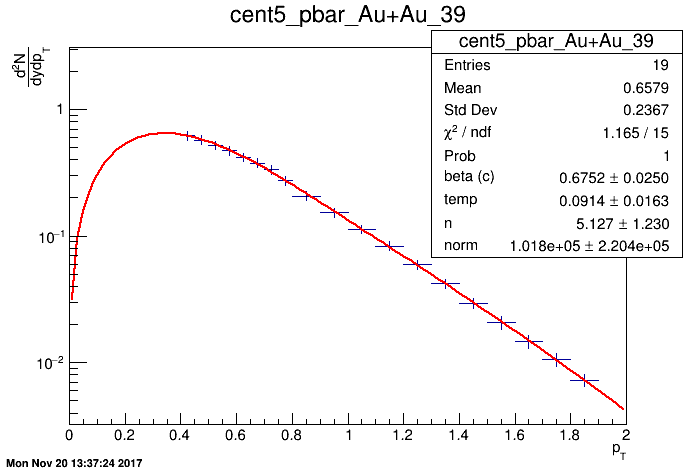 cent5_pbar_Au+Au_39
cent5_pbar_Au+Au_39
Entries 19
Mean 0.6579
Std Dev 0.2367
χ² / ndf 1.165 / 15
Prob 1
beta (c) 0.6752 ± 0.0250
temp 0.0914 ± 0.0163
n 5.127 ± 1.230
norm 1.018e+05 ± 2.204e+05
d²N
dydp_T
1
10⁻¹
10⁻²
0 0.2 0.4 0.6 0.8 1 1.2 1.4 1.6 1.8 2
p_T
Mon Nov 20 13:37:24 2017